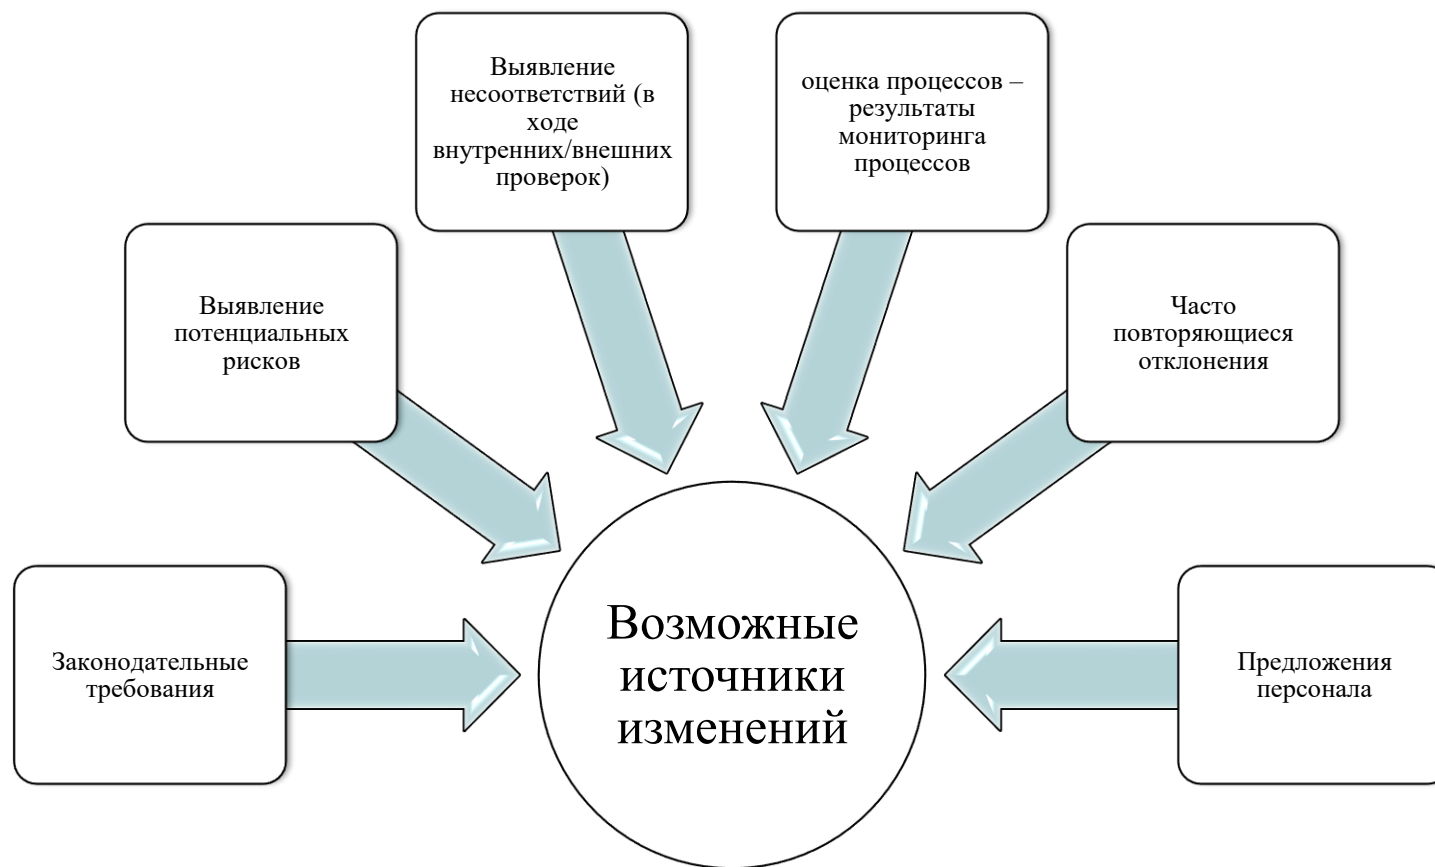 Выявление
несоответствий (в
ходе
внутренних/внешних
проверок)
оценка процессов –
результаты
мониторинга
процессов
Выявление
потенциальных
рисков
Часто
повторяющиеся
отклонения
Законодательные
требования
Возможные
источники
изменений
Предложения
персонала